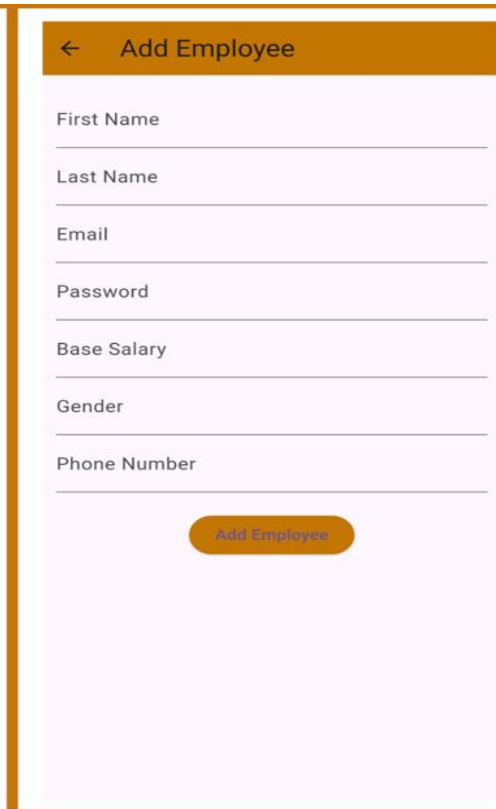 Add Employee
First Name
Last Name
Email
Password
Base Salary
Gender
Phone Number
Add Employee